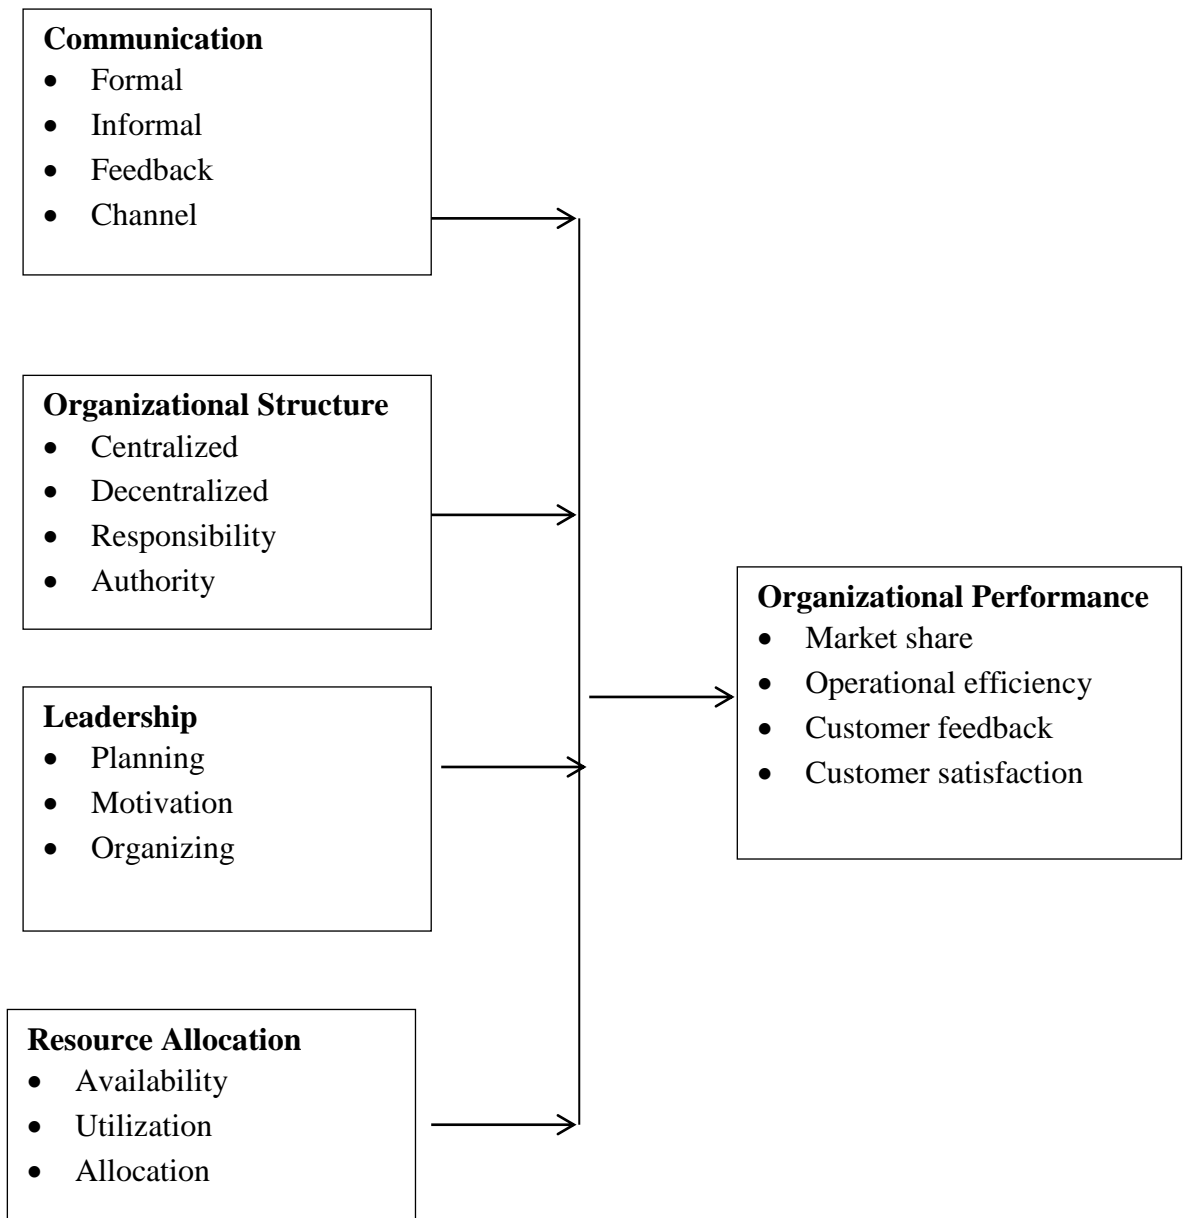 Communication
• Formal
• Informal
• Feedback
• Channel
Organizational Structure
• Centralized
• Decentralized
• Responsibility
• Authority
Leadership
• Planning
• Motivation
• Organizing
Resource Allocation
• Availability
• Utilization
• Allocation
Organizational Performance
• Market share
• Operational efficiency
• Customer feedback
• Customer satisfaction